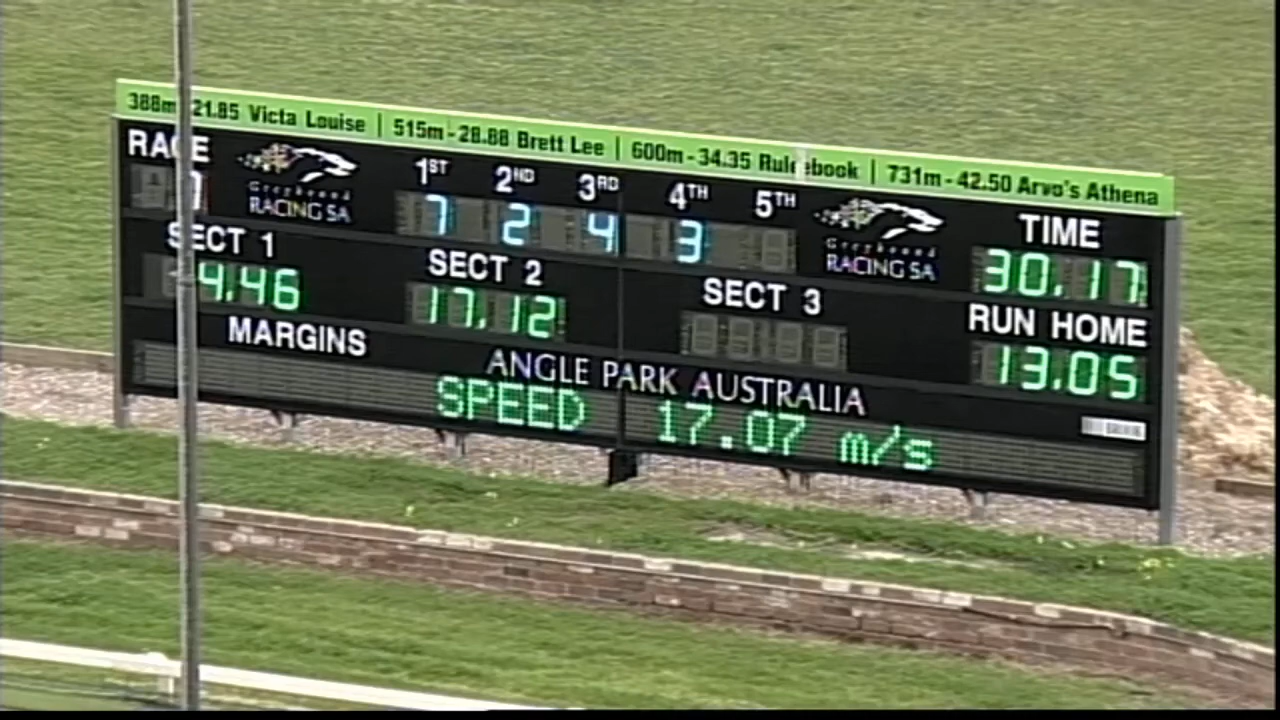 388m-21.85 Victa Louise | 515m-28.88 Brett Lee | 600m-34.35 Rulebook | 731m-42.50 Arvo's Athena
RACE
Greyhound
RACING SA
1ST 2ND 3RD 4TH 5TH
7 2 4 3
Greyhound
RACING SA
TIME
30.17
SECT 1
4.46
SECT 2
17.12
SECT 3
RUN HOME
13.05
MARGINS
ANGLE PARK AUSTRALIA
SPEED 17.07 m/s